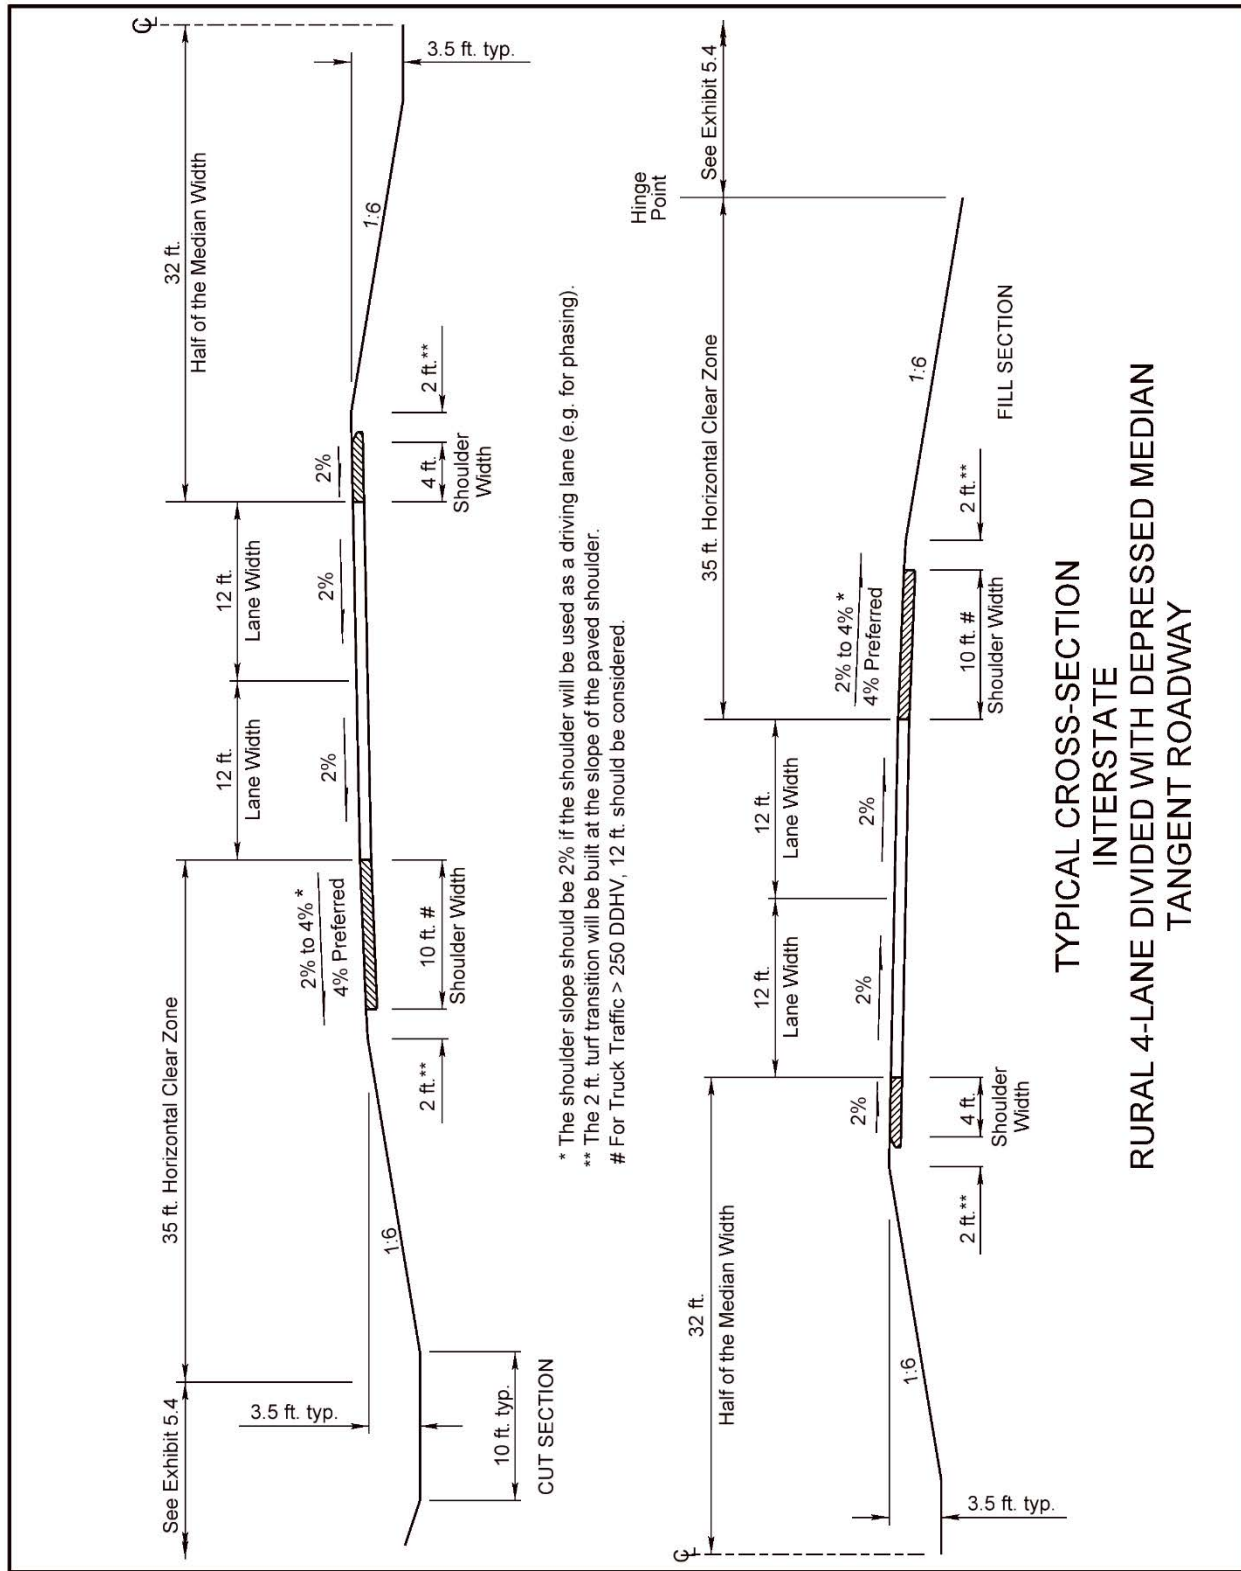 ℄
32 ft.
Half of the Median Width
3.5 ft. typ.
1:6
2 ft.**
2%
4 ft.
Shoulder
Width
12 ft.
Lane Width
2%
12 ft.
Lane Width
2%
35 ft. Horizontal Clear Zone
2% to 4% *
4% Preferred
10 ft. #
Shoulder Width
2 ft.**
1:6
See Exhibit 5.4
3.5 ft. typ.
10 ft. typ.
CUT SECTION
* The shoulder slope should be 2% if the shoulder will be used as a driving lane (e.g. for phasing).
** The 2 ft. turf transition will be built at the slope of the paved shoulder.
# For Truck Traffic > 250 DDHV, 12 ft. should be considered.
See Exhibit 5.4
Hinge
Point
35 ft. Horizontal Clear Zone
1:6
FILL SECTION
2 ft.**
2% to 4% *
4% Preferred
10 ft. #
Shoulder Width
12 ft.
Lane Width
2%
12 ft.
Lane Width
2%
2%
4 ft.
Shoulder
Width
2 ft.**
32 ft.
Half of the Median Width
1:6
3.5 ft. typ.
℄
TYPICAL CROSS-SECTION
INTERSTATE
RURAL 4-LANE DIVIDED WITH DEPRESSED MEDIAN
TANGENT ROADWAY